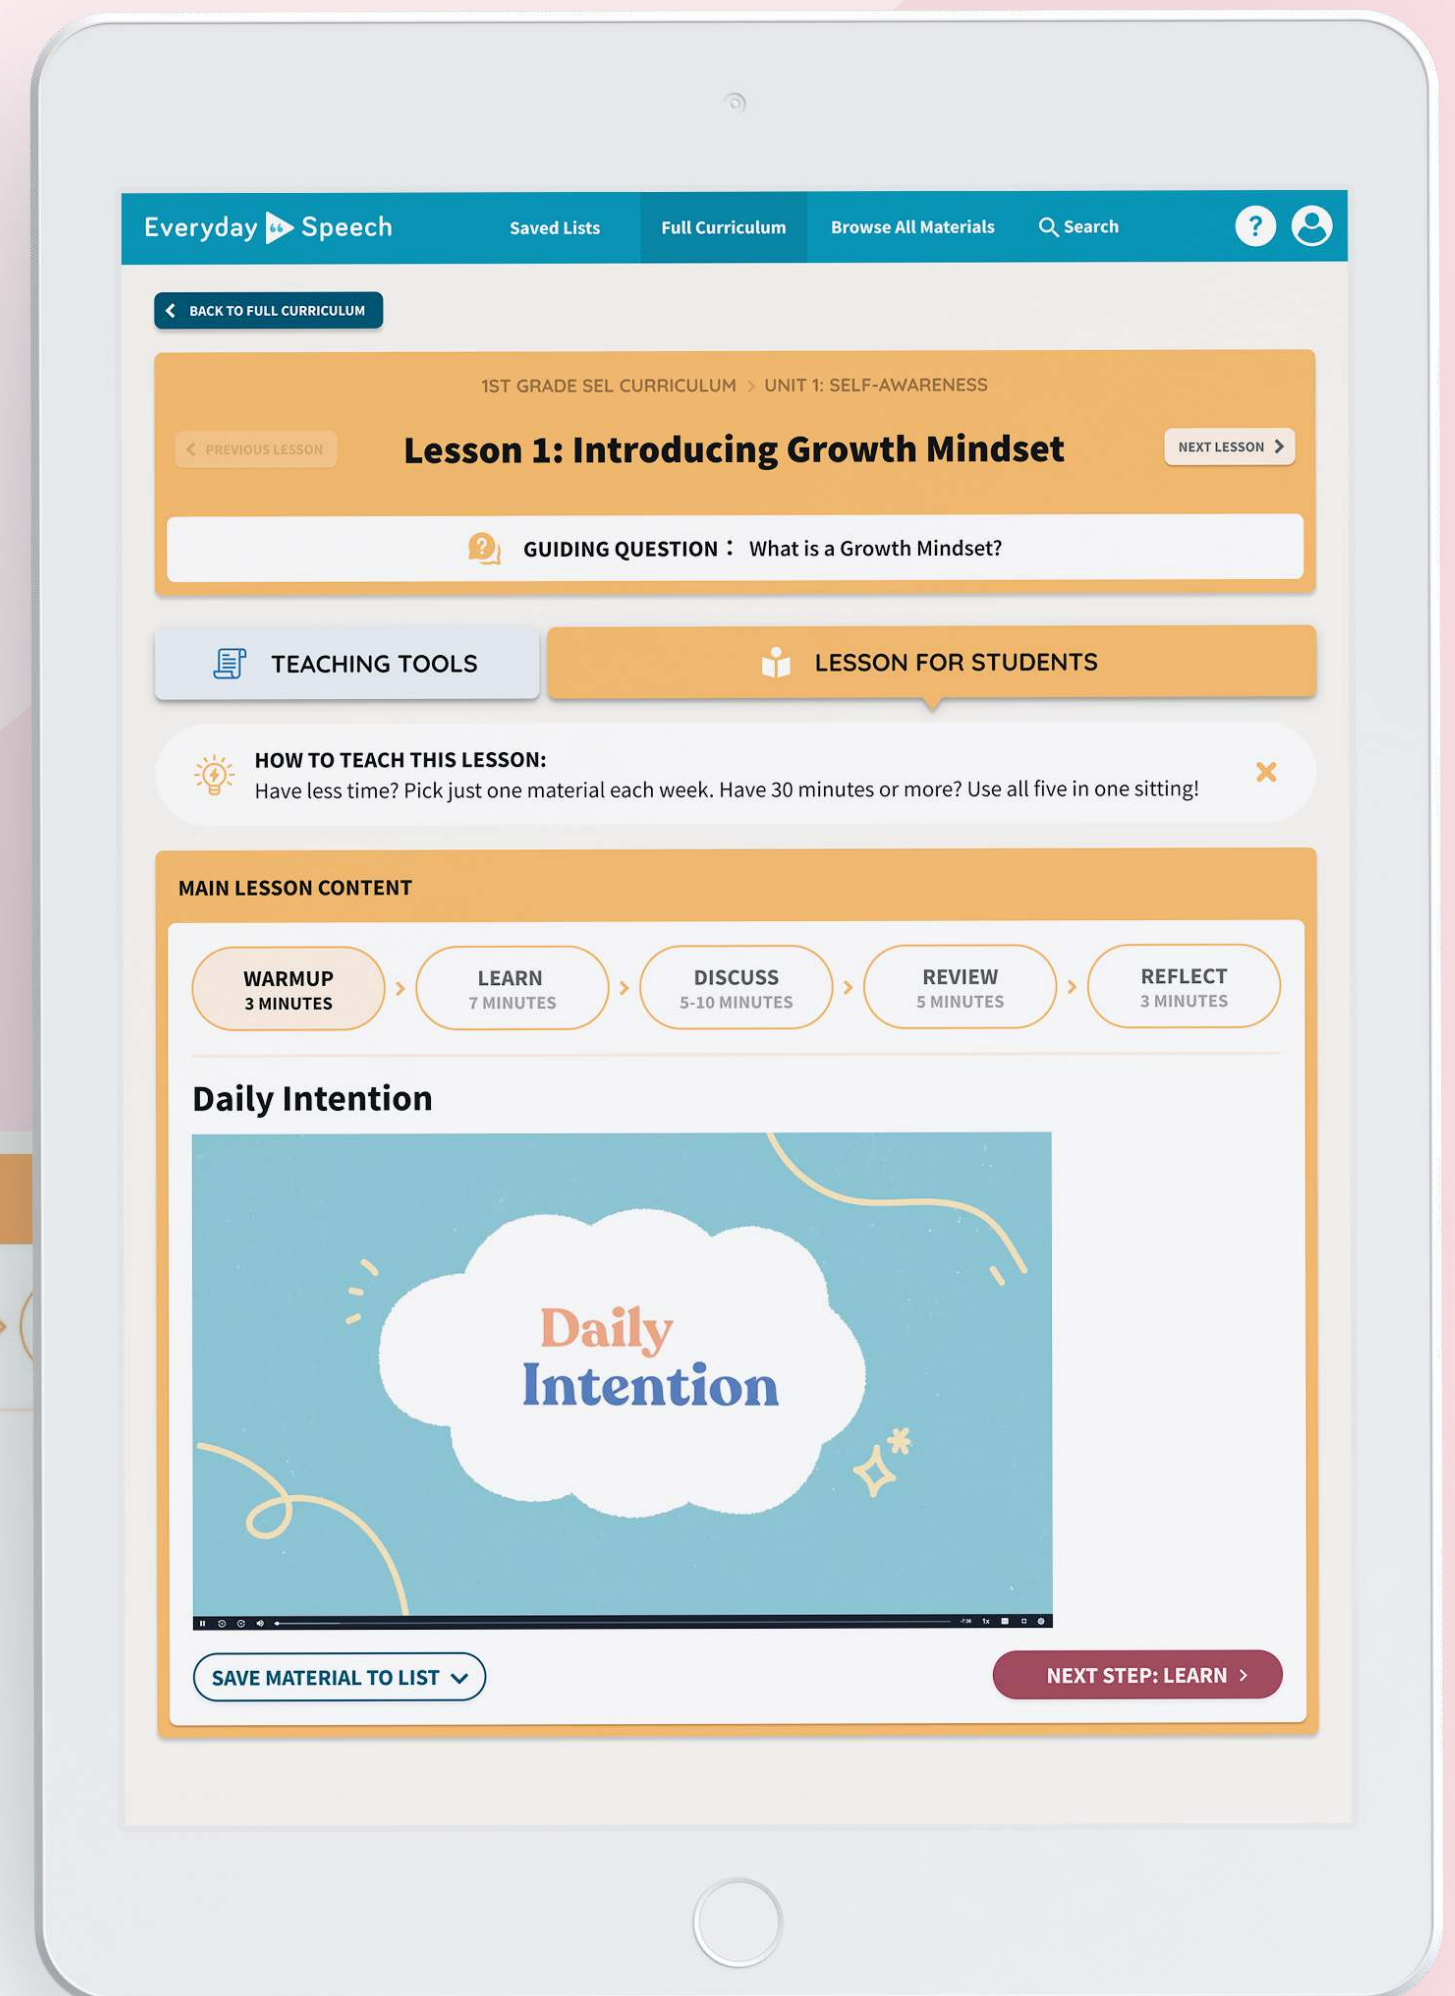 Everyday Speech
Saved Lists
Full Curriculum
Browse All Materials
Search
?
BACK TO FULL CURRICULUM
1ST GRADE SEL CURRICULUM > UNIT 1: SELF-AWARENESS
PREVIOUS LESSON
Lesson 1: Introducing Growth Mindset
NEXT LESSON
GUIDING QUESTION : What is a Growth Mindset?
TEACHING TOOLS
LESSON FOR STUDENTS
HOW TO TEACH THIS LESSON:
Have less time? Pick just one material each week. Have 30 minutes or more? Use all five in one sitting!
MAIN LESSON CONTENT
WARMUP
3 MINUTES
LEARN
7 MINUTES
DISCUSS
5-10 MINUTES
REVIEW
5 MINUTES
REFLECT
3 MINUTES
Daily Intention
Daily
Intention
1x
SAVE MATERIAL TO LIST
NEXT STEP: LEARN